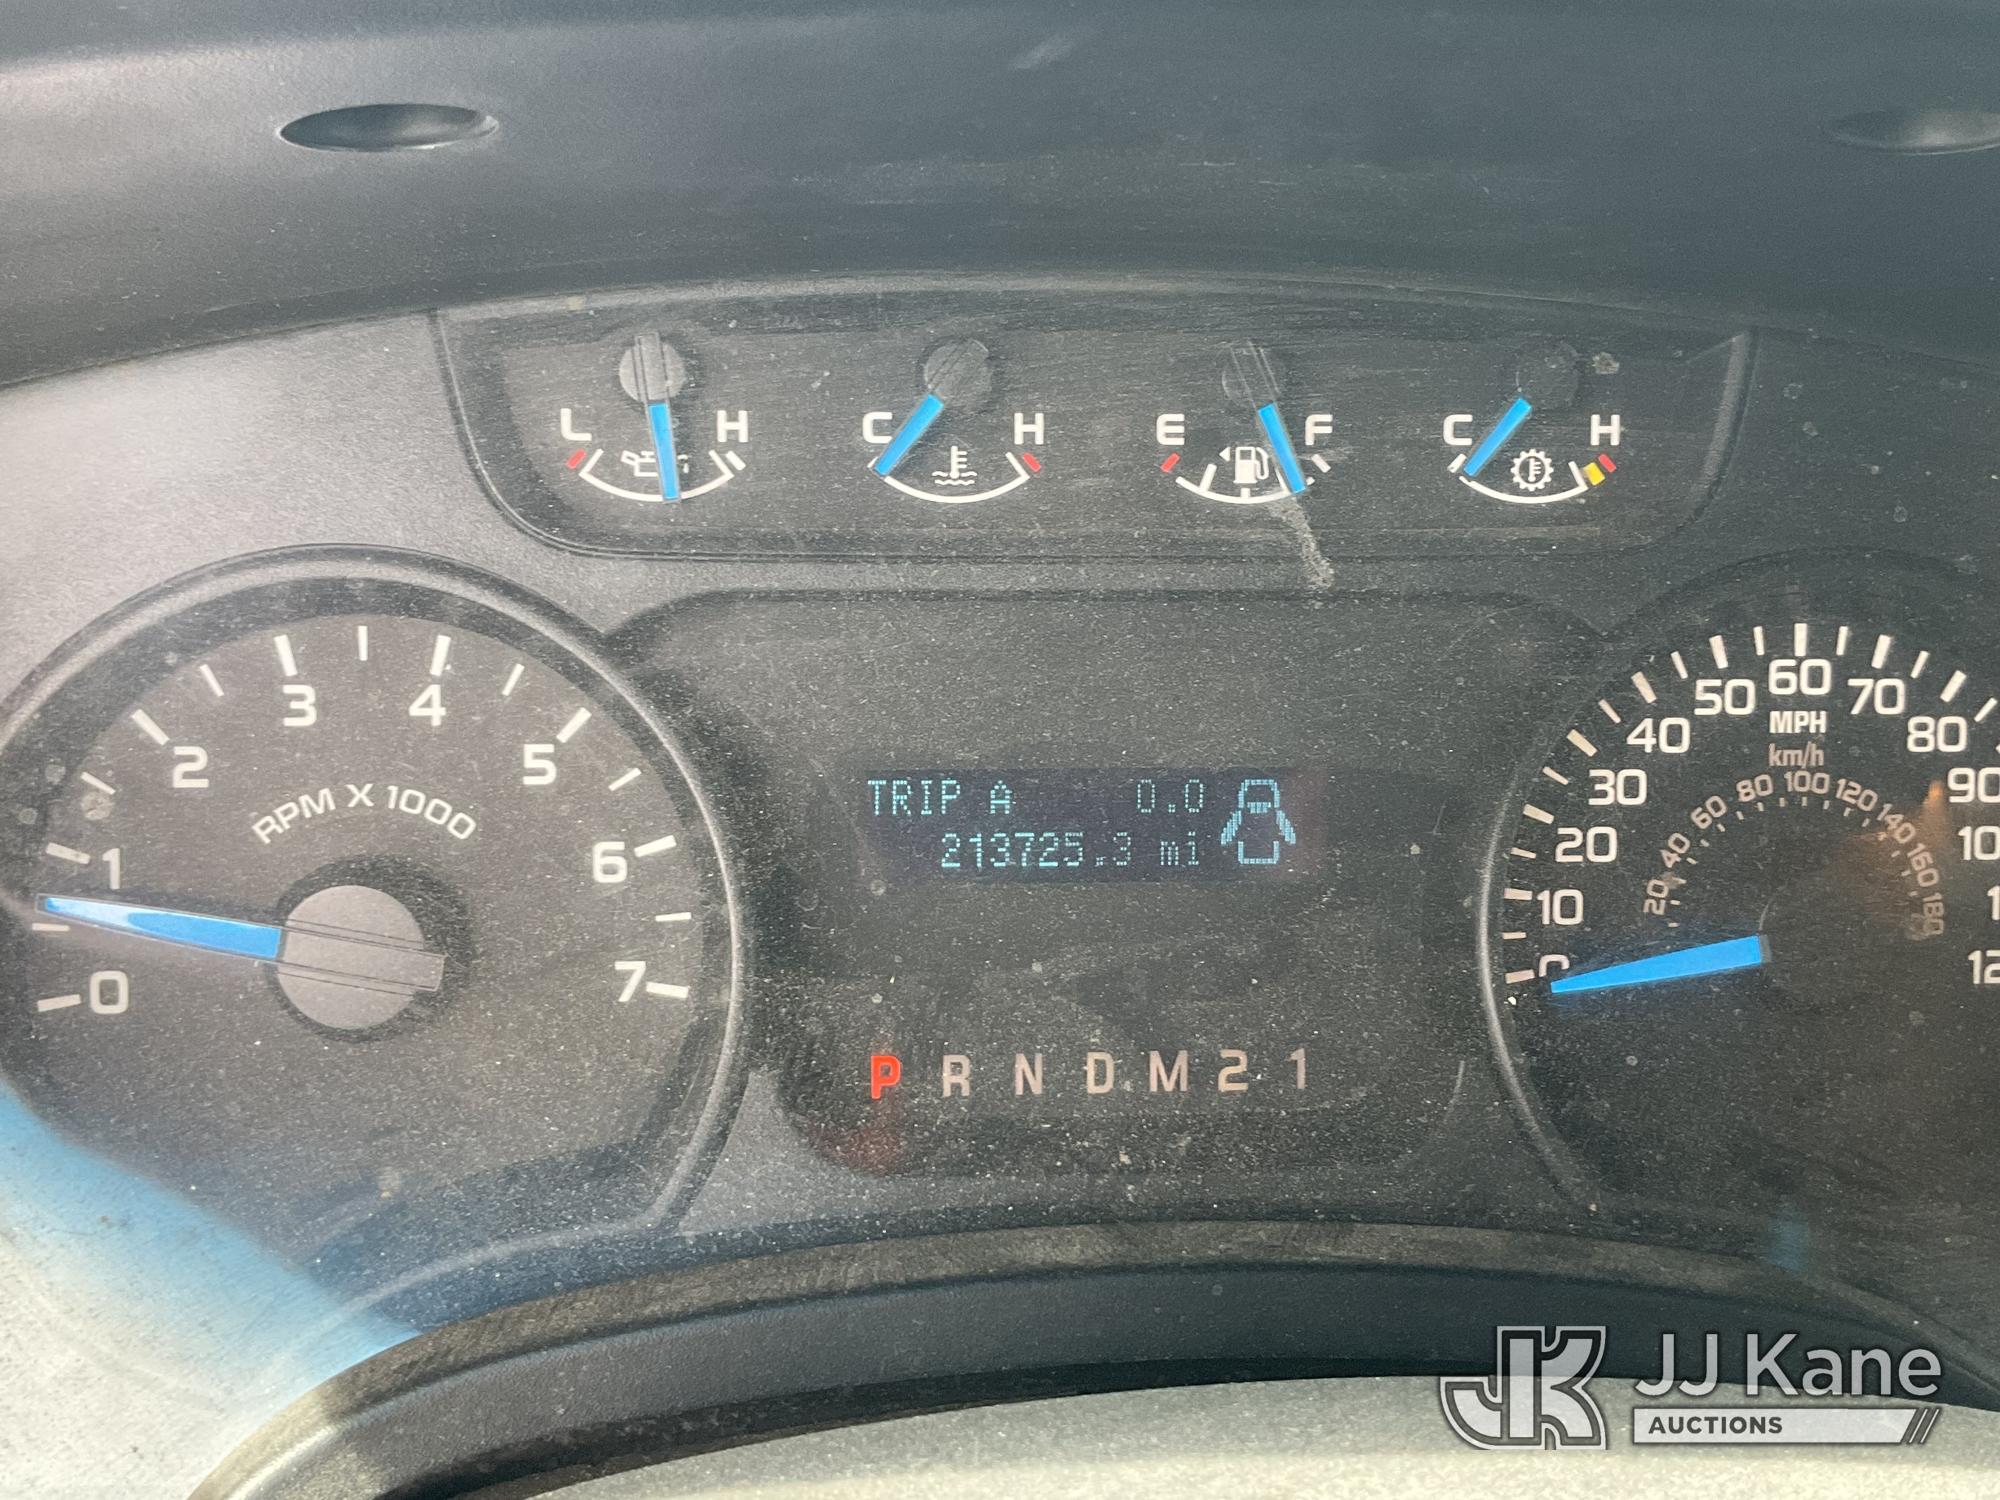 L H C H E F C H
0 1 2 3 4 5 6 7
RPM X 1000
TRIP A 0.0
213725.3 mi
P R N D M 2 1
0 10 20 30 40 50 60 70 80 90
MPH
km/h
20 40 60 80 100 120 140 160 180
JJ Kane
AUCTIONS